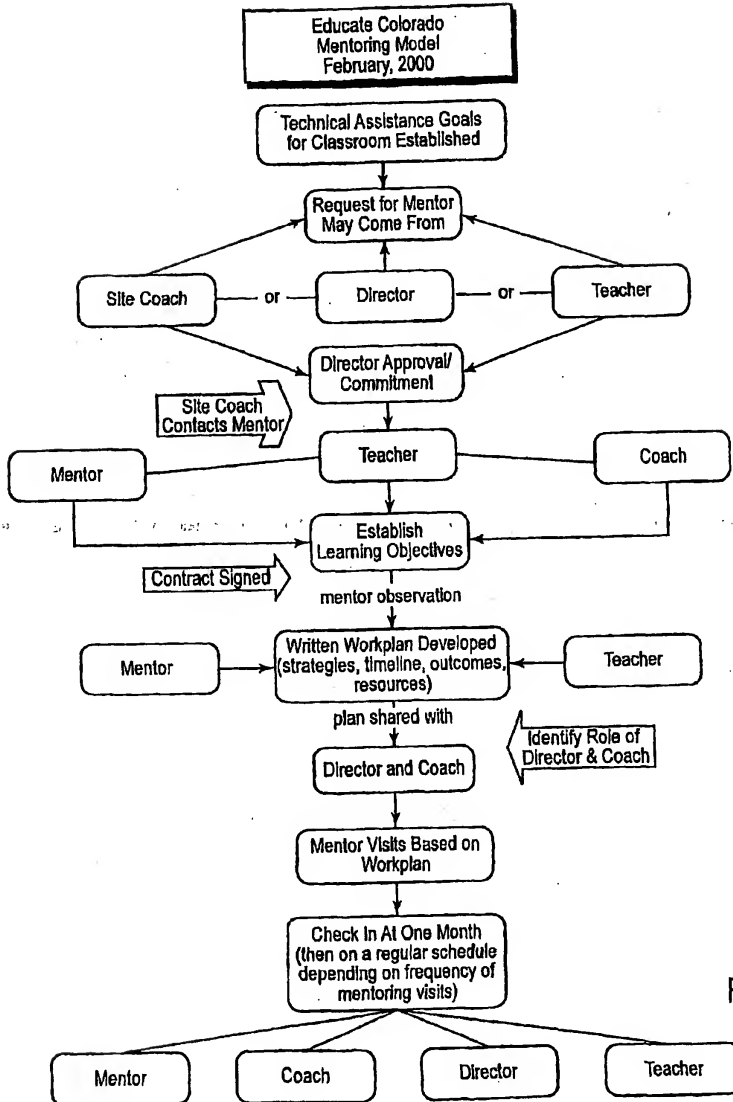 Educate Colorado
Mentoring Model
February, 2000
Technical Assistance Goals
for Classroom Established
Request for Mentor
May Come From
Site Coach
or
Director
or
Teacher
Director Approval/
Commitment
Site Coach
Contacts Mentor
Mentor
Teacher
Coach
Establish
Learning Objectives
Contract Signed
mentor observation
Written Workplan Developed
(strategies, timeline, outcomes,
resources)
Mentor
Teacher
plan shared with
Identify Role of
Director & Coach
Director and Coach
Mentor Visits Based on
Workplan
Check In At One Month
(then on a regular schedule
depending on frequency of
mentoring visits)
Mentor
Coach
Director
Teacher